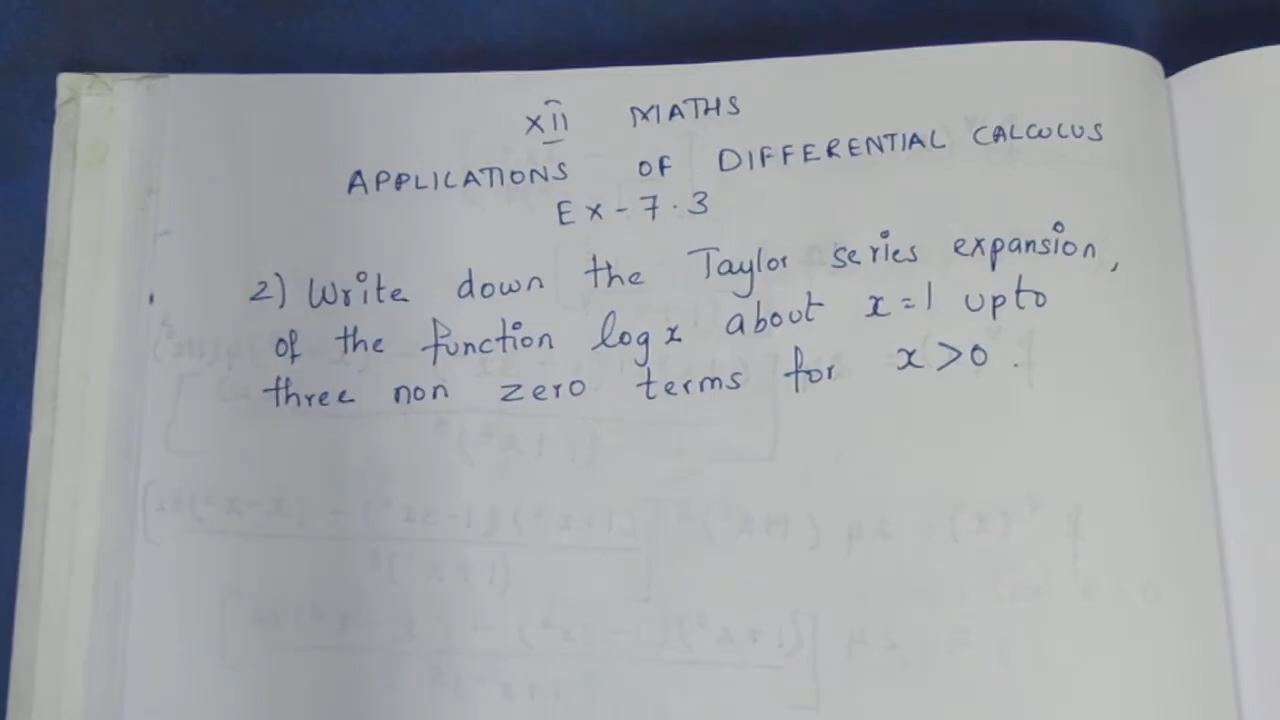 XII MATHS
APPLICATIONS OF DIFFERENTIAL CALCULUS
Ex - 7.3
2) Write down the Taylor series expansion,
of the function log x about x = 1 upto
three non zero terms for x > 0.